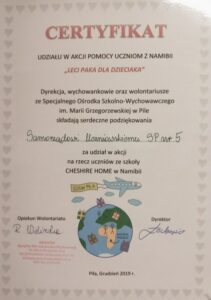 CERTYFIKAT
UDZIAŁU W AKCJI POMOCY UCZNIOM Z NAMIBII
„LECI PAKA DLA DZIECIAKA”
Dyrekcja, wychowankowie oraz wolontariusze
ze Specjalnego Ośrodka Szkolno-Wychowawczego
im. Marii Grzegorzewskiej w Pile
składają serdeczne podziękowania
Samorządowi Uczniowskiemu SP nr 5
za udział w akcji
na rzecz uczniów ze szkoły
CHESHIRE HOME w Namibii
Opiekun Wolontariatu
Dyrektor
Piła, Grudzień 2019 r.